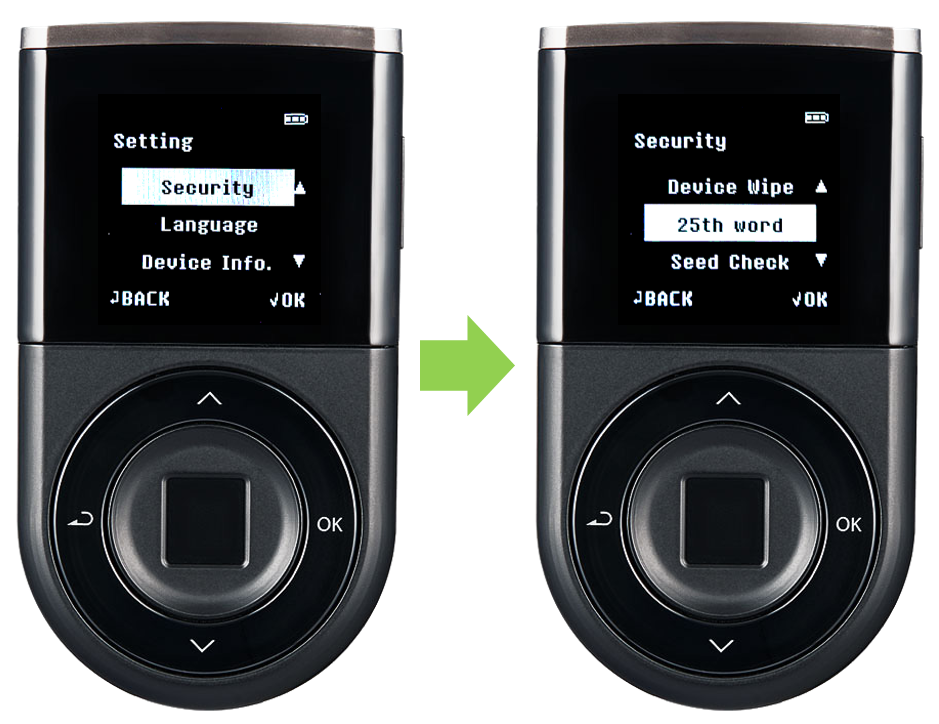 Setting
Security
Language
Device Info.
BACK
OK
OK
Security
Device Wipe
25th word
Seed Check
BACK
OK
OK